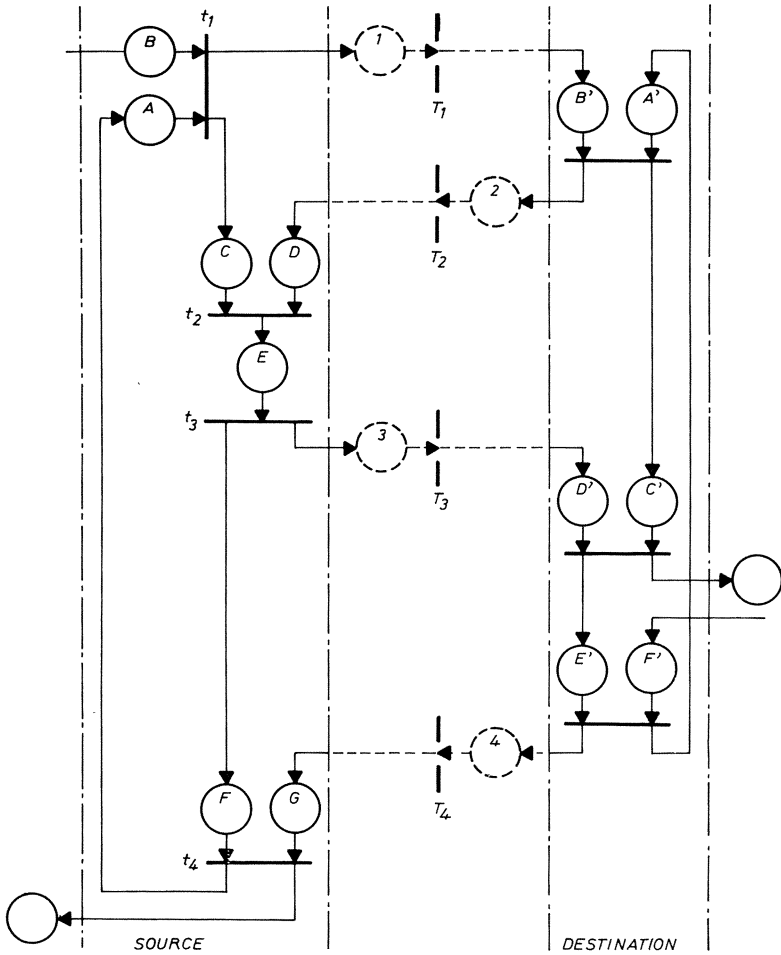 t1
B
1
T1
B'
A'
A
2
T2
C
D
t2
E
t3
3
T3
D'
C'
E'
F'
4
T4
F
G
t4
SOURCE
DESTINATION